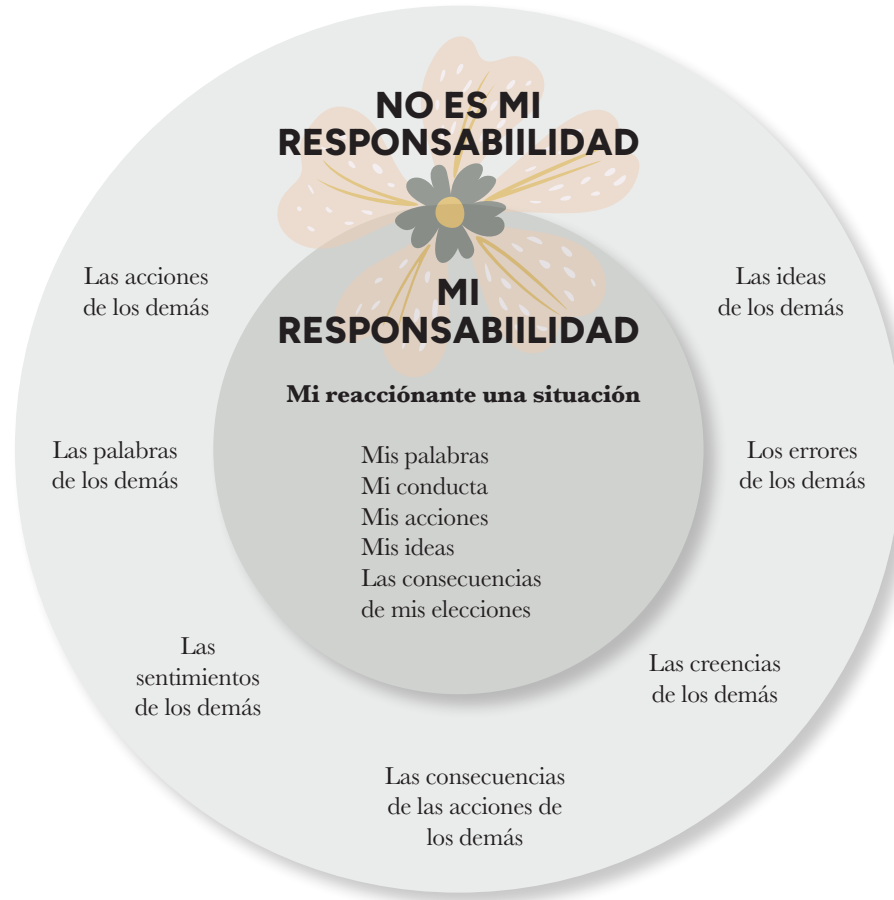 NO ES MI
RESPONSABIILIDAD
MI
RESPONSABIILIDAD
Mi reacciónante una situación
Mis palabras
Mi conducta
Mis acciones
Mis ideas
Las consecuencias
de mis elecciones
Las acciones
de los demás
Las palabras
de los demás
Las
sentimientos
de los demás
Las consecuencias
de las acciones de
los demás
Las creencias
de los demás
Los errores
de los demás
Las ideas
de los demás